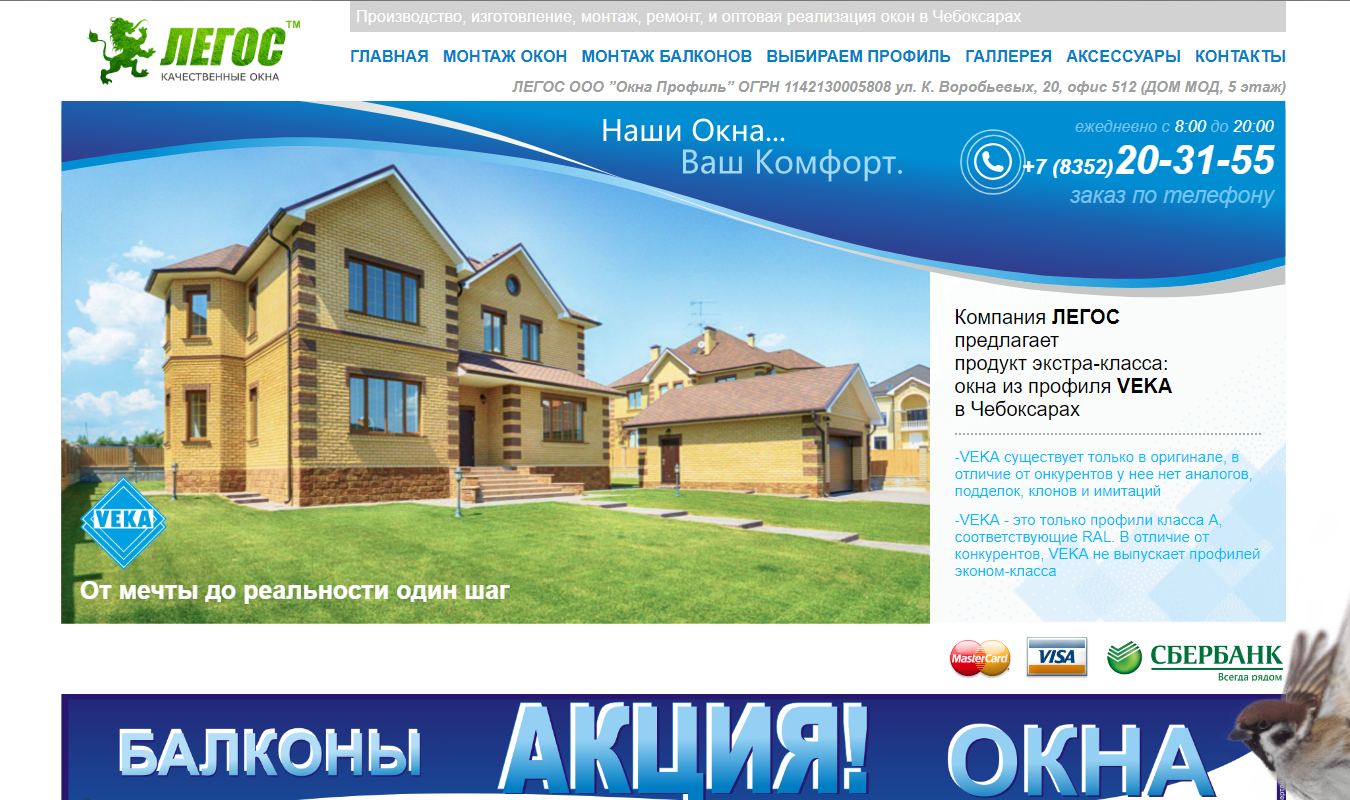 Производство, изготовление, монтаж, ремонт, и оптовая реализация окон в Чебоксарах
ЛЕГОС™
КАЧЕСТВЕННЫЕ ОКНА
ГЛАВНАЯ МОНТАЖ ОКОН МОНТАЖ БАЛКОНОВ ВЫБИРАЕМ ПРОФИЛЬ ГАЛЛЕРЕЯ АКСЕССУАРЫ КОНТАКТЫ
ЛЕГОС ООО ”Окна Профиль” ОГРН 1142130005808 ул. К. Воробьевых, 20, офис 512 (ДОМ МОД, 5 этаж)
Наши Окна...
Ваш Комфорт.
ежедневно с 8:00 до 20:00
+7 (8352) 20-31-55
заказ по телефону
Компания ЛЕГОС
предлагает
продукт экстра-класса:
окна из профиля VEKA
в Чебоксарах
-VEKA существует только в оригинале, в
отличие от онкурентов у нее нет аналогов,
подделок, клонов и имитаций
-VEKA - это только профили класса А,
соответствующие RAL. В отличие от
конкурентов, VEKA не выпускает профилей
эконом-класса
VEKA
От мечты до реальности один шаг
MasterCard
VISA
СБЕРБАНК
Всегда рядом
БАЛКОНЫ
АКЦИЯ!
ОКНА